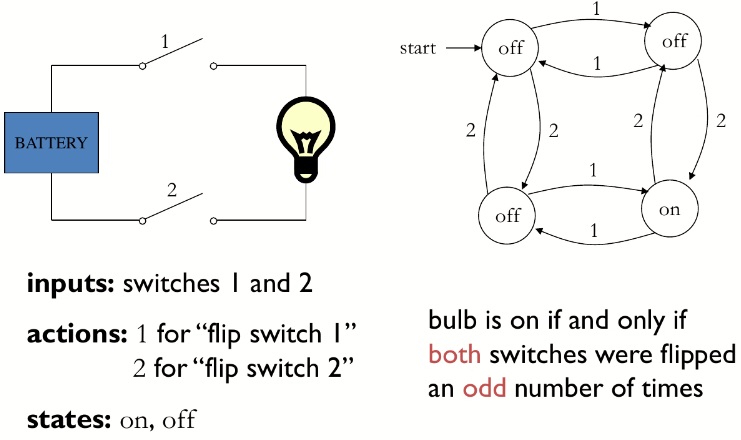 1
BATTERY
2
inputs: switches 1 and 2
actions: 1 for “flip switch 1”
2 for “flip switch 2”
states: on, off
1
start
off
off
1
2
2
2
2
1
off
on
1
bulb is on if and only if
both switches were flipped
an odd number of times